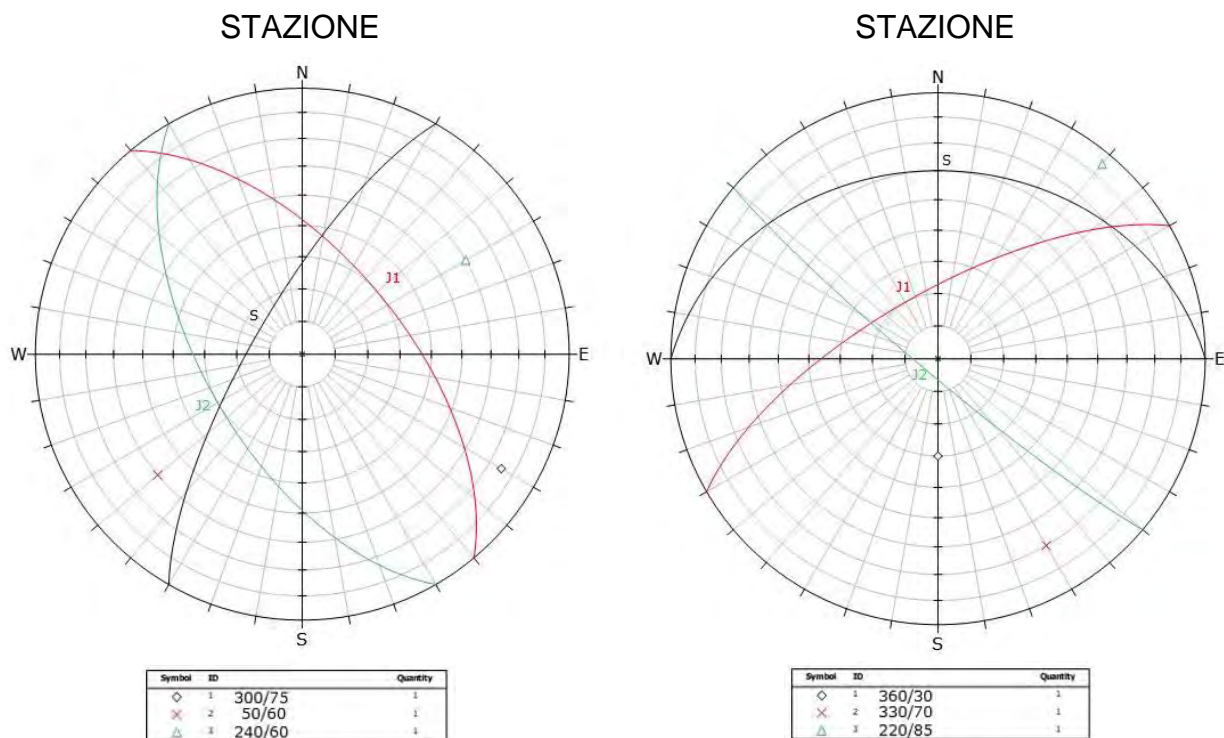 STAZIONE
N
J1
S
W
E
J2
S
Symbol ID Quantity
1 300/75 1
2 50/60 1
3 240/60 1
STAZIONE
N
S
J1
W
E
J2
S
Symbol ID Quantity
1 360/30 1
2 330/70 1
3 220/85 1